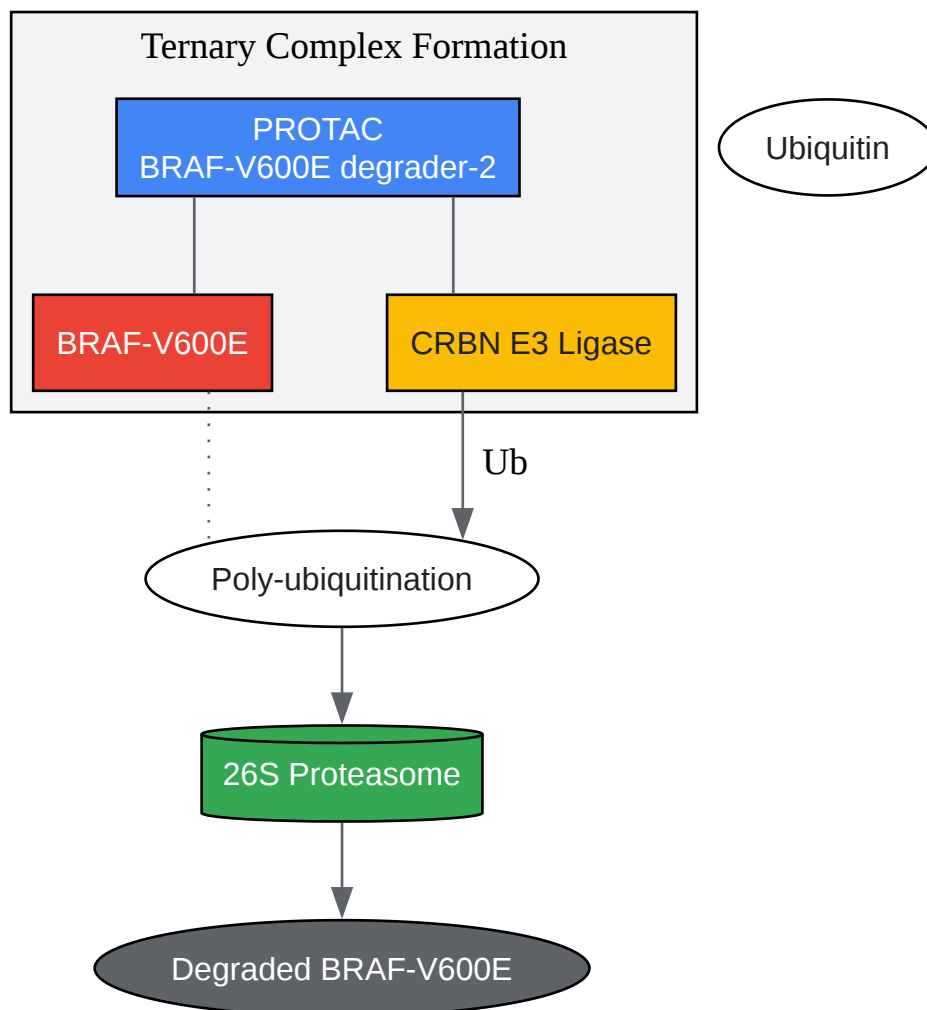 Ternary Complex Formation
PROTAC
BRAF-V600E degrader-2
Ubiquitin
BRAF-V600E
CRBN E3 Ligase
Ub
Poly-ubiquitination
26S Proteasome
Degraded BRAF-V600E